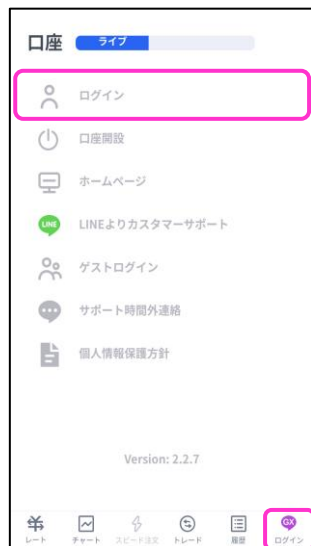 口座 ライブ
ログイン
口座開設
ホームページ
LINE LINEよりカスタマーサポート
ゲストログイン
サポート時間外連絡
個人情報保護方針
Version: 2.2.7
GX
レート チャート スピード注文 トレード 履歴 ログイン